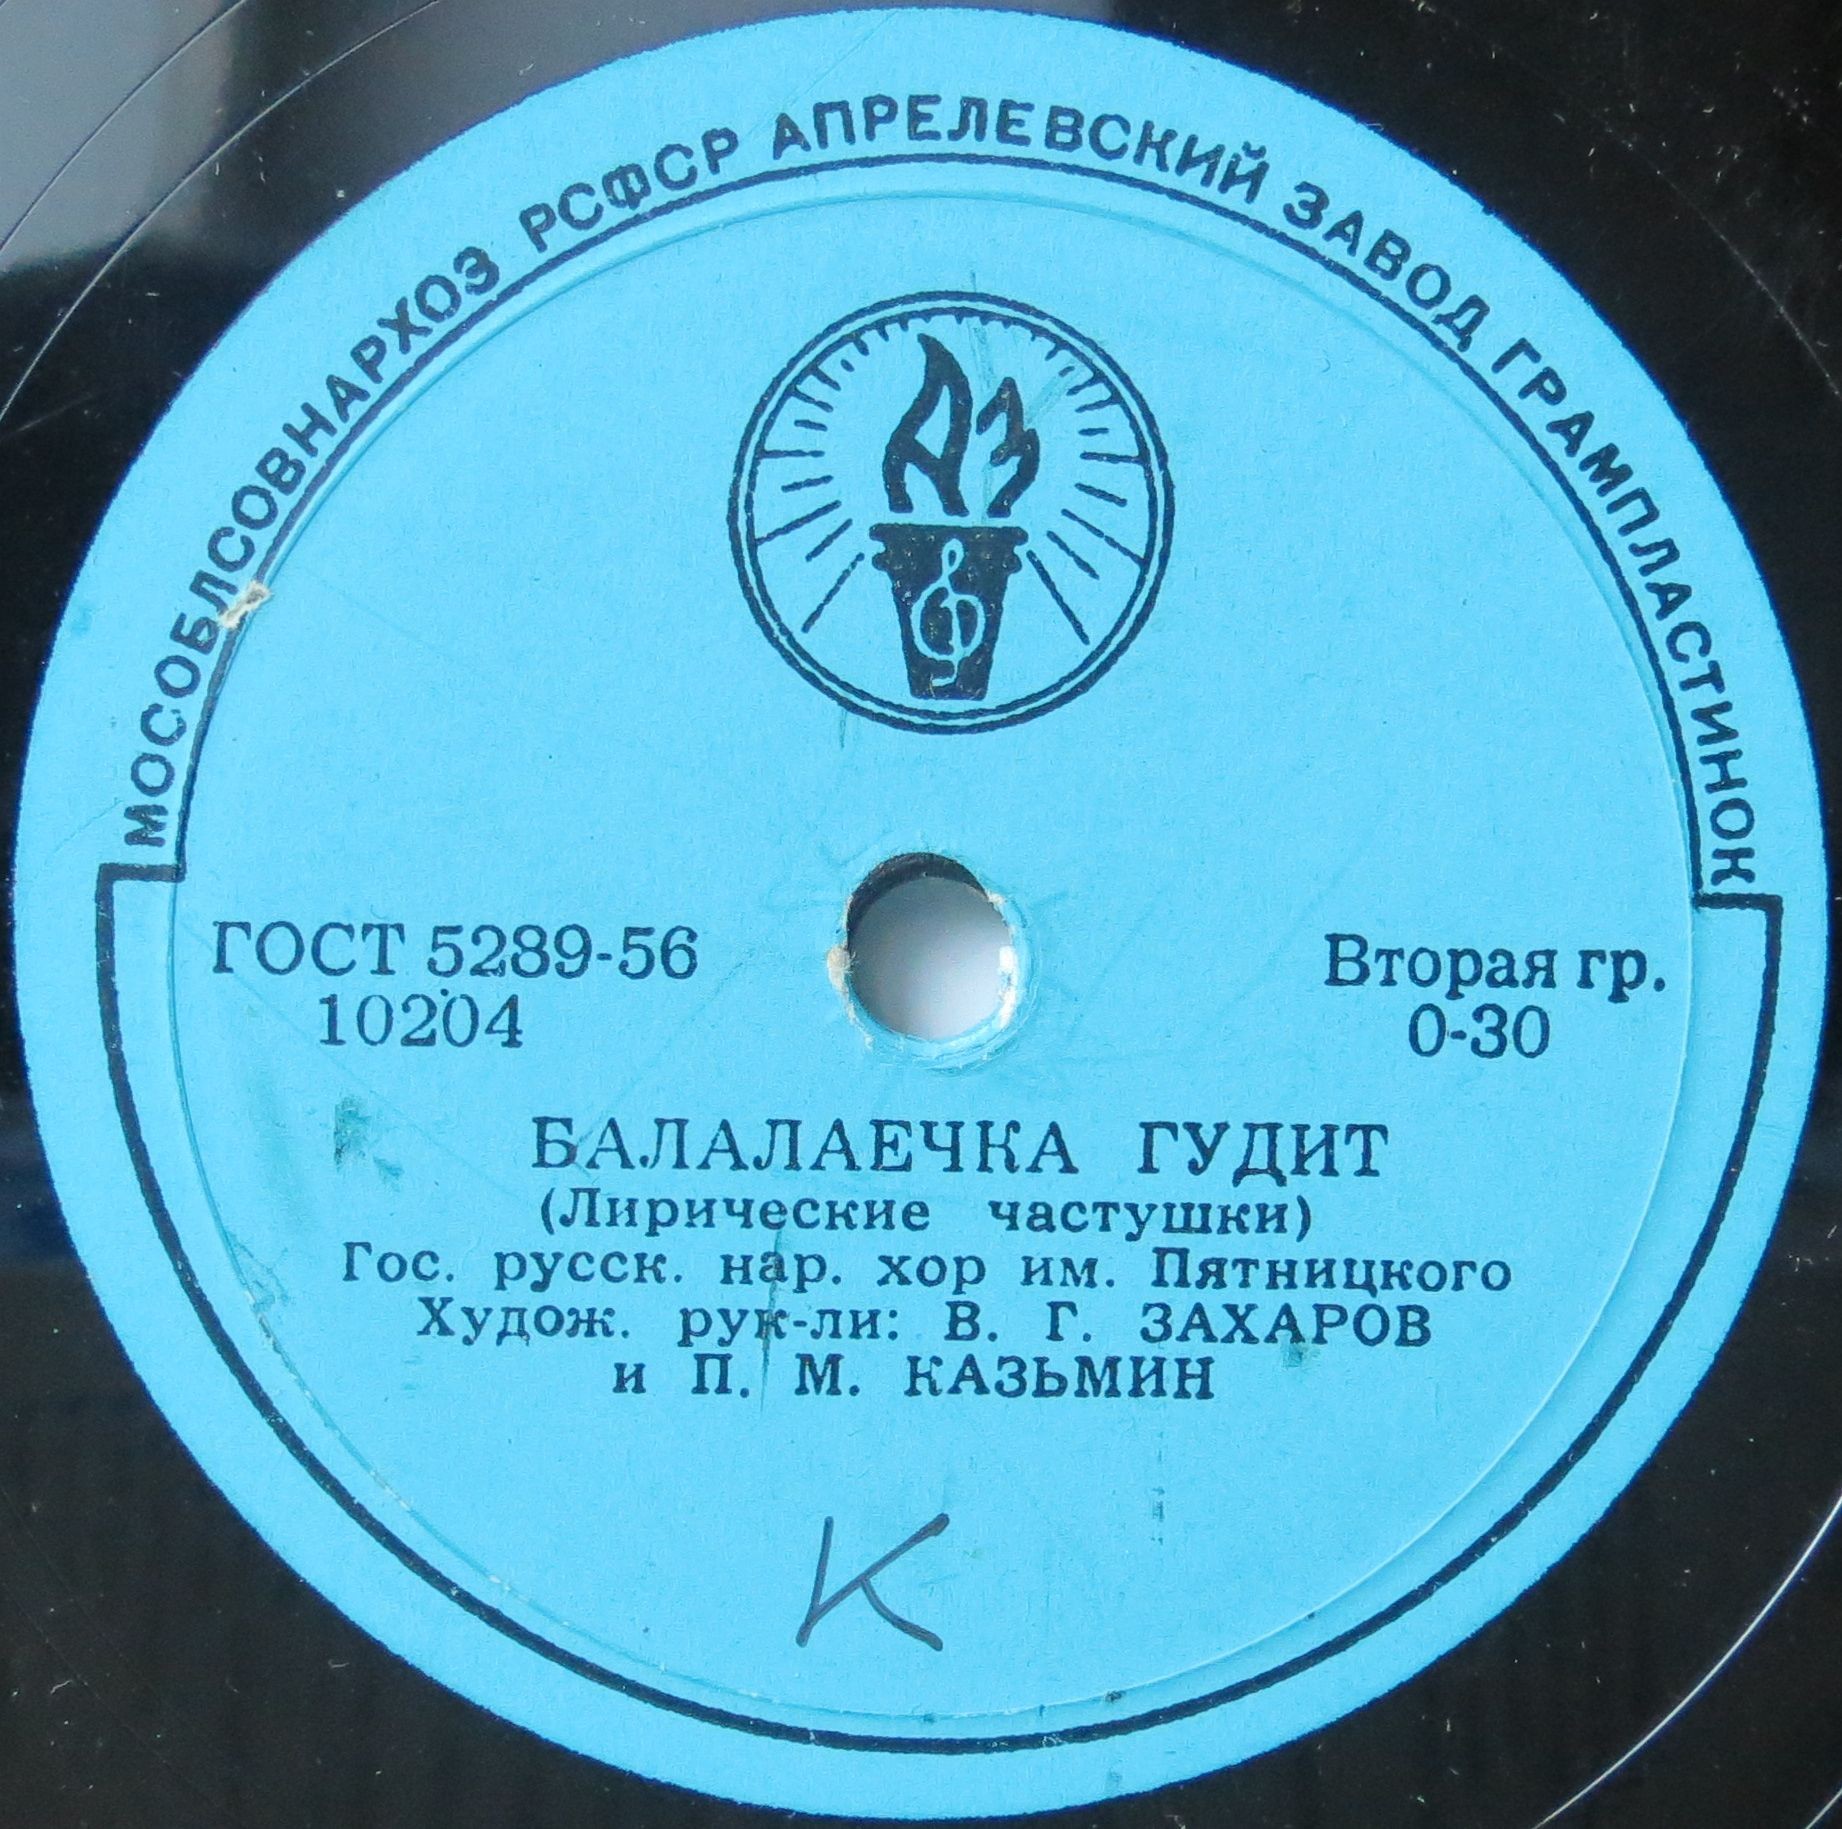 МОСОБЛСОВНАРХОЗ РСФСР АПРЕЛЕВСКИЙ ЗАВОД ГРАМПЛАСТИНОК
АЗ
ГОСТ 5289-56
10204
Вторая гр.
0-30
БАЛАЛАЕЧКА ГУДИТ
(Лирические частушки)
Гос. русск. нар. хор им. Пятницкого
Худож. рук-ли: В. Г. ЗАХАРОВ
и П. М. КАЗЬМИН
К